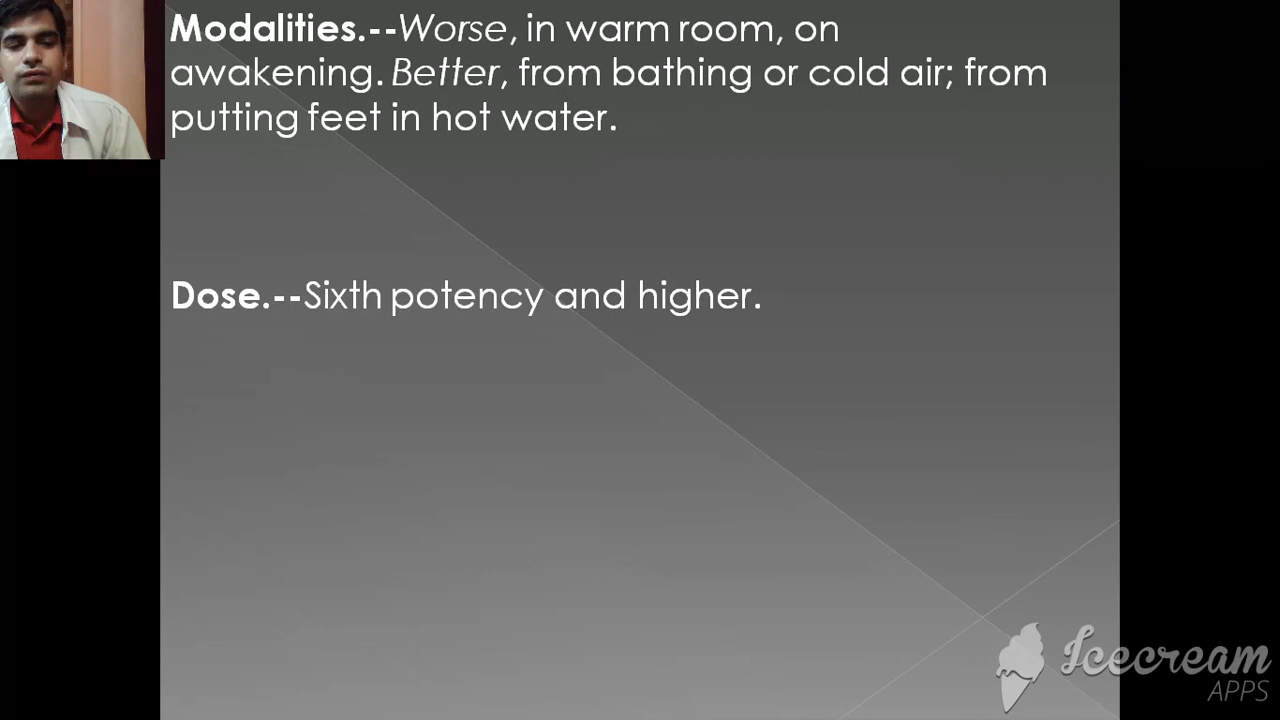 Modalities.--Worse, in warm room, on
awakening. Better, from bathing or cold air; from
putting feet in hot water.
Dose.--Sixth potency and higher.
Icecream
APPS